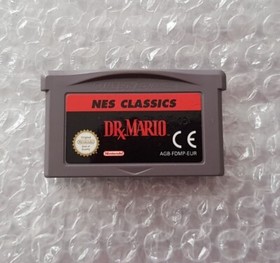 NES CLASSICS
DR. MARIO
Nintendo
CE
AGB-FDMP-EUR